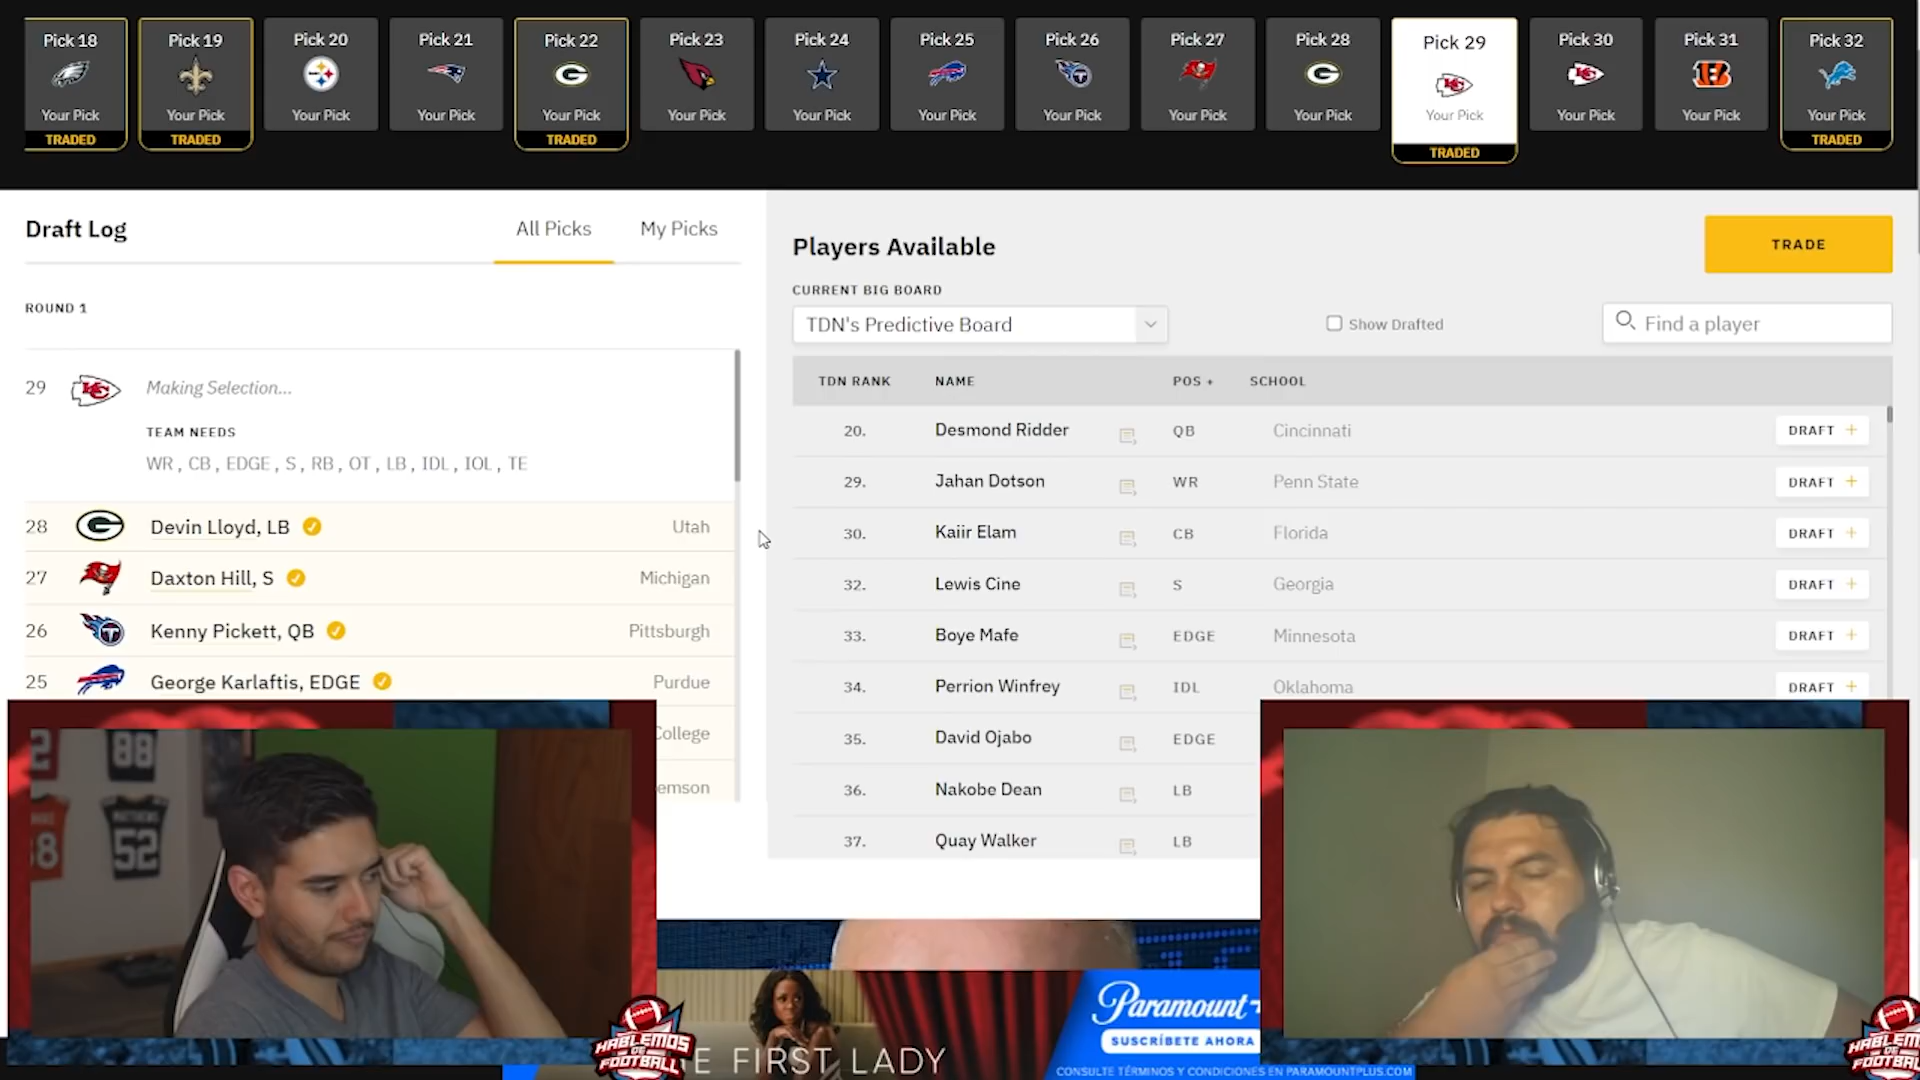 Pick 18 Pick 19 Pick 20 Pick 21 Pick 22 Pick 23 Pick 24 Pick 25 Pick 26 Pick 27 Pick 28 Pick 29 Pick 30 Pick 31 Pick 32
Your Pick Your Pick Your Pick Your Pick Your Pick Your Pick Your Pick Your Pick Your Pick Your Pick Your Pick Your Pick Your Pick Your Pick Your Pick
TRADED TRADED TRADED TRADED TRADED
Draft Log All Picks My Picks
ROUND 1
29 Making Selection...
TEAM NEEDS
WR , CB , EDGE , S , RB , OT , LB , IDL , IOL , TE
28 Devin Lloyd, LB Utah
27 Daxton Hill, S Michigan
26 Kenny Pickett, QB Pittsburgh
25 George Karlaftis, EDGE Purdue
College
emson
Players Available
TRADE
CURRENT BIG BOARD
TDN's Predictive Board Show Drafted Find a player
TDN RANK NAME POS + SCHOOL
20. Desmond Ridder QB Cincinnati DRAFT +
29. Jahan Dotson WR Penn State DRAFT +
30. Kaiir Elam CB Florida DRAFT +
32. Lewis Cine S Georgia DRAFT +
33. Boye Mafe EDGE Minnesota DRAFT +
34. Perrion Winfrey IDL Oklahoma DRAFT +
35. David Ojabo EDGE
36. Nakobe Dean LB
37. Quay Walker LB
88
52
HABLEMOS DE FOOTBALL
E FIRST LADY
Paramount+
SUSCRÍBETE AHORA
CONSULTE TÉRMINOS Y CONDICIONES EN PARAMOUNTPLUS.COM
HABLEM
DE
FOOTBAL